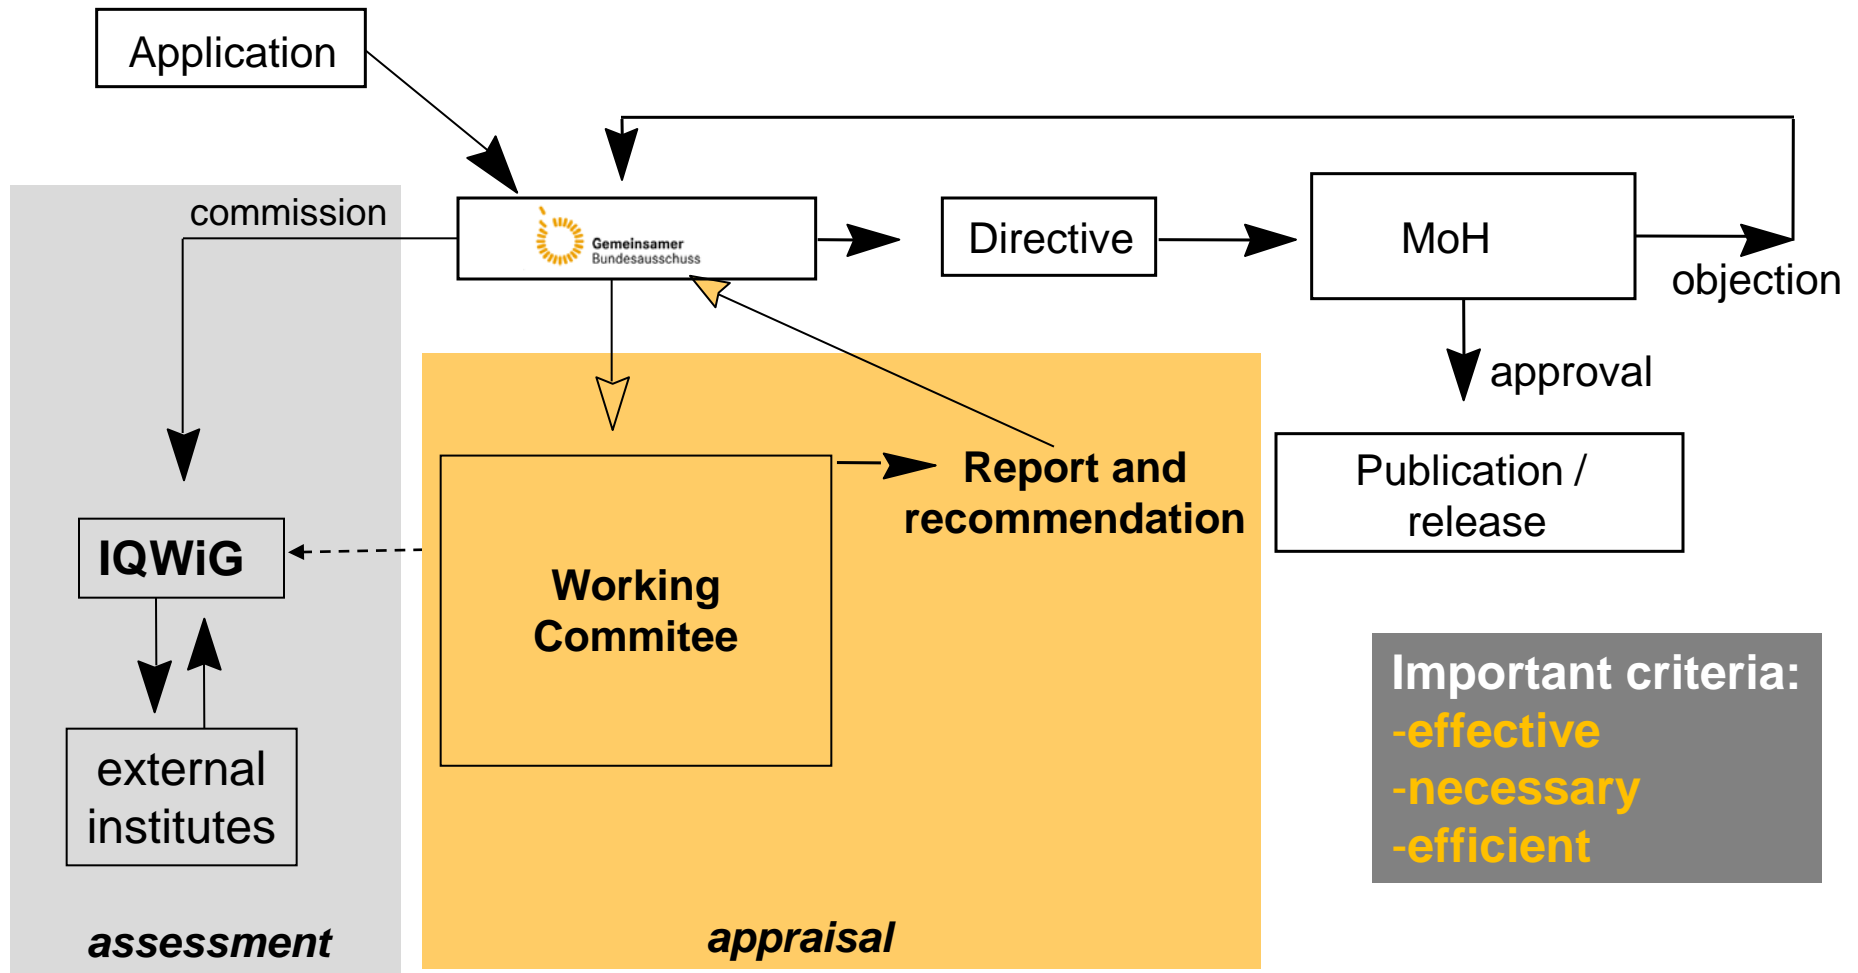 Application
commission
Gemeinsamer
Bundesausschuss
Directive
MoH
objection
approval
Report and
recommendation
Publication /
release
IQWiG
Working
Commitee
external
institutes
Important criteria:
-effective
-necessary
-efficient
assessment
appraisal